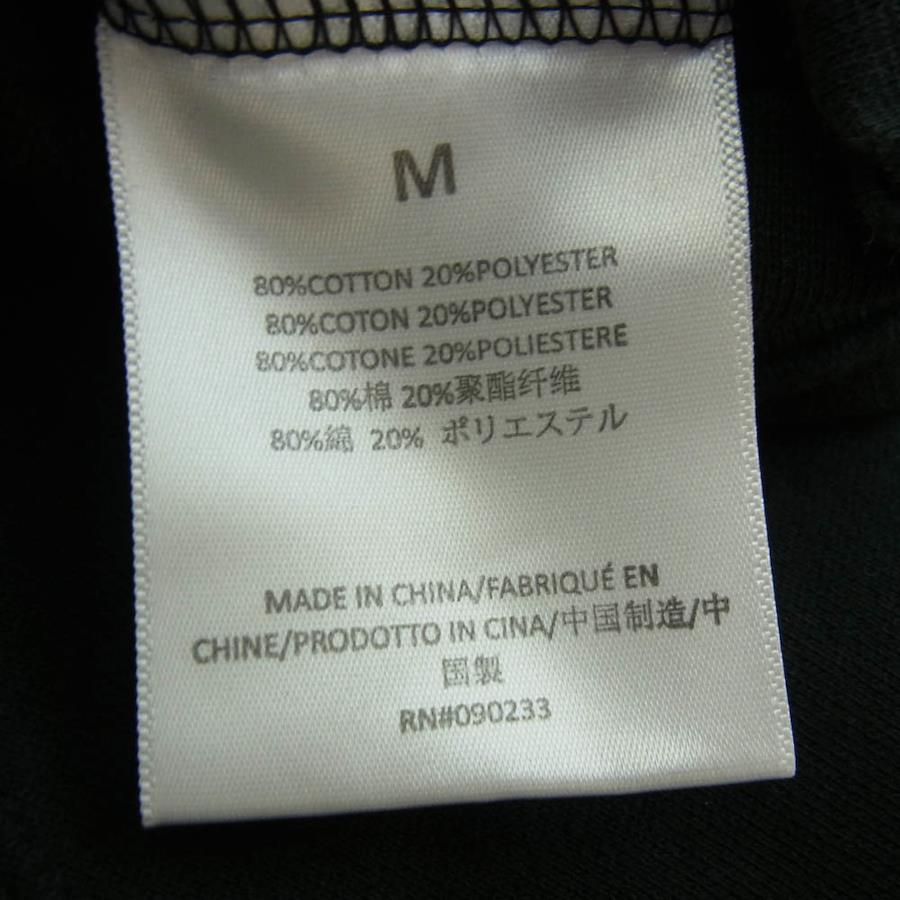 M
80%COTTON 20%POLYESTER
80%COTON 20%POLYESTER
80%COTONE 20%POLIESTERE
80%棉 20%聚酯纤维
80%綿 20% ポリエステル
MADE IN CHINA/FABRIQUÉ EN
CHINE/PRODOTTO IN CINA/中国制造/中
国製
RN#090233